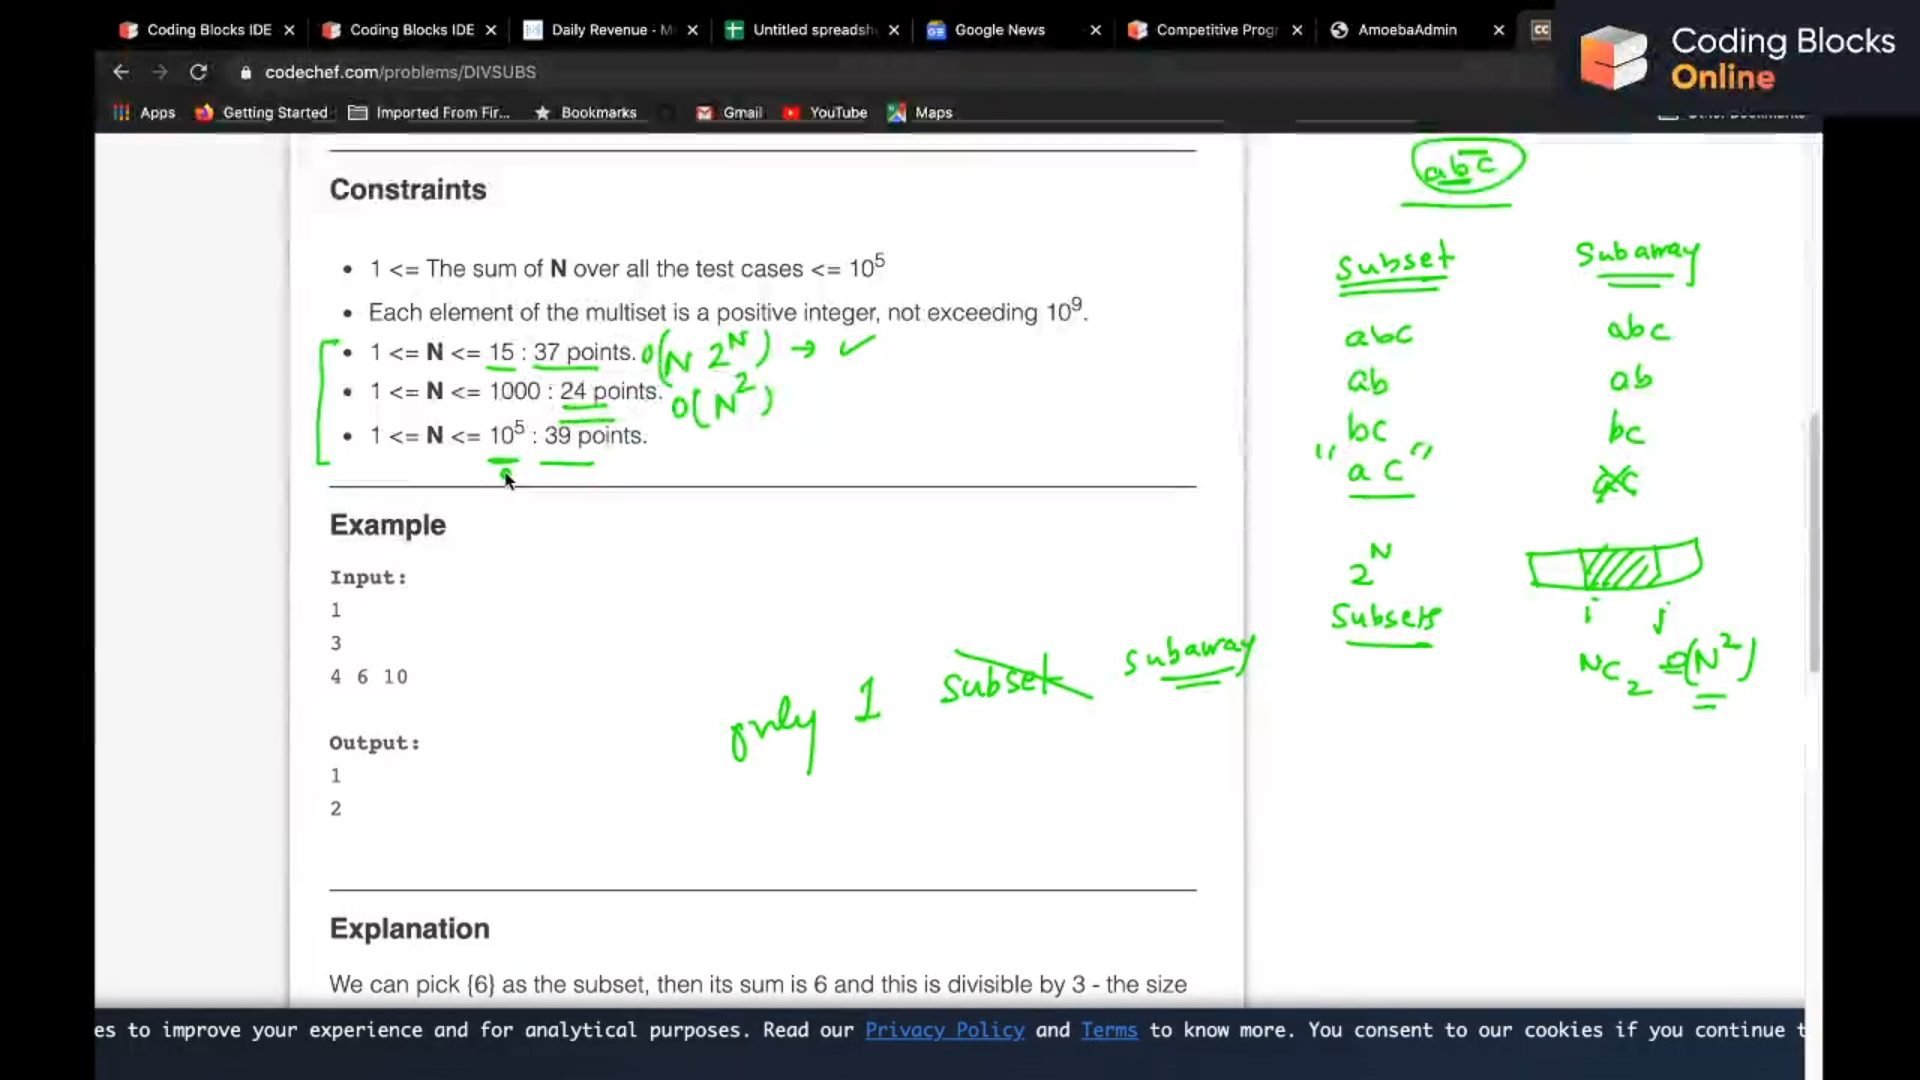 Coding Blocks IDE
Coding Blocks IDE
Daily Revenue - M
Untitled spreadsh
Google News
Competitive Prog
AmoebaAdmin
CC
Coding Blocks
Online
codechef.com/problems/DIVSUBS
Apps
Getting Started
Imported From Fir...
Bookmarks
Gmail
YouTube
Maps
Constraints
• 1 <= The sum of N over all the test cases <= 10^5
• Each element of the multiset is a positive integer, not exceeding 10^9.
• 1 <= N <= 15 : 37 points. O(N 2^N) → ✓
• 1 <= N <= 1000 : 24 points. O(N^2)
• 1 <= N <= 10^5 : 39 points.
Example
Input:
1
3
4 6 10
Output:
1
2
only 1 subset subarray
Explanation
We can pick {6} as the subset, then its sum is 6 and this is divisible by 3 - the size
abc
Subset
abc
ab
bc
"a c"
2^N
Subsets
Subarray
abc
ab
bc
ac
i j
NC2 O(N^2)
es to improve your experience and for analytical purposes. Read our Privacy Policy and Terms to know more. You consent to our cookies if you continue t